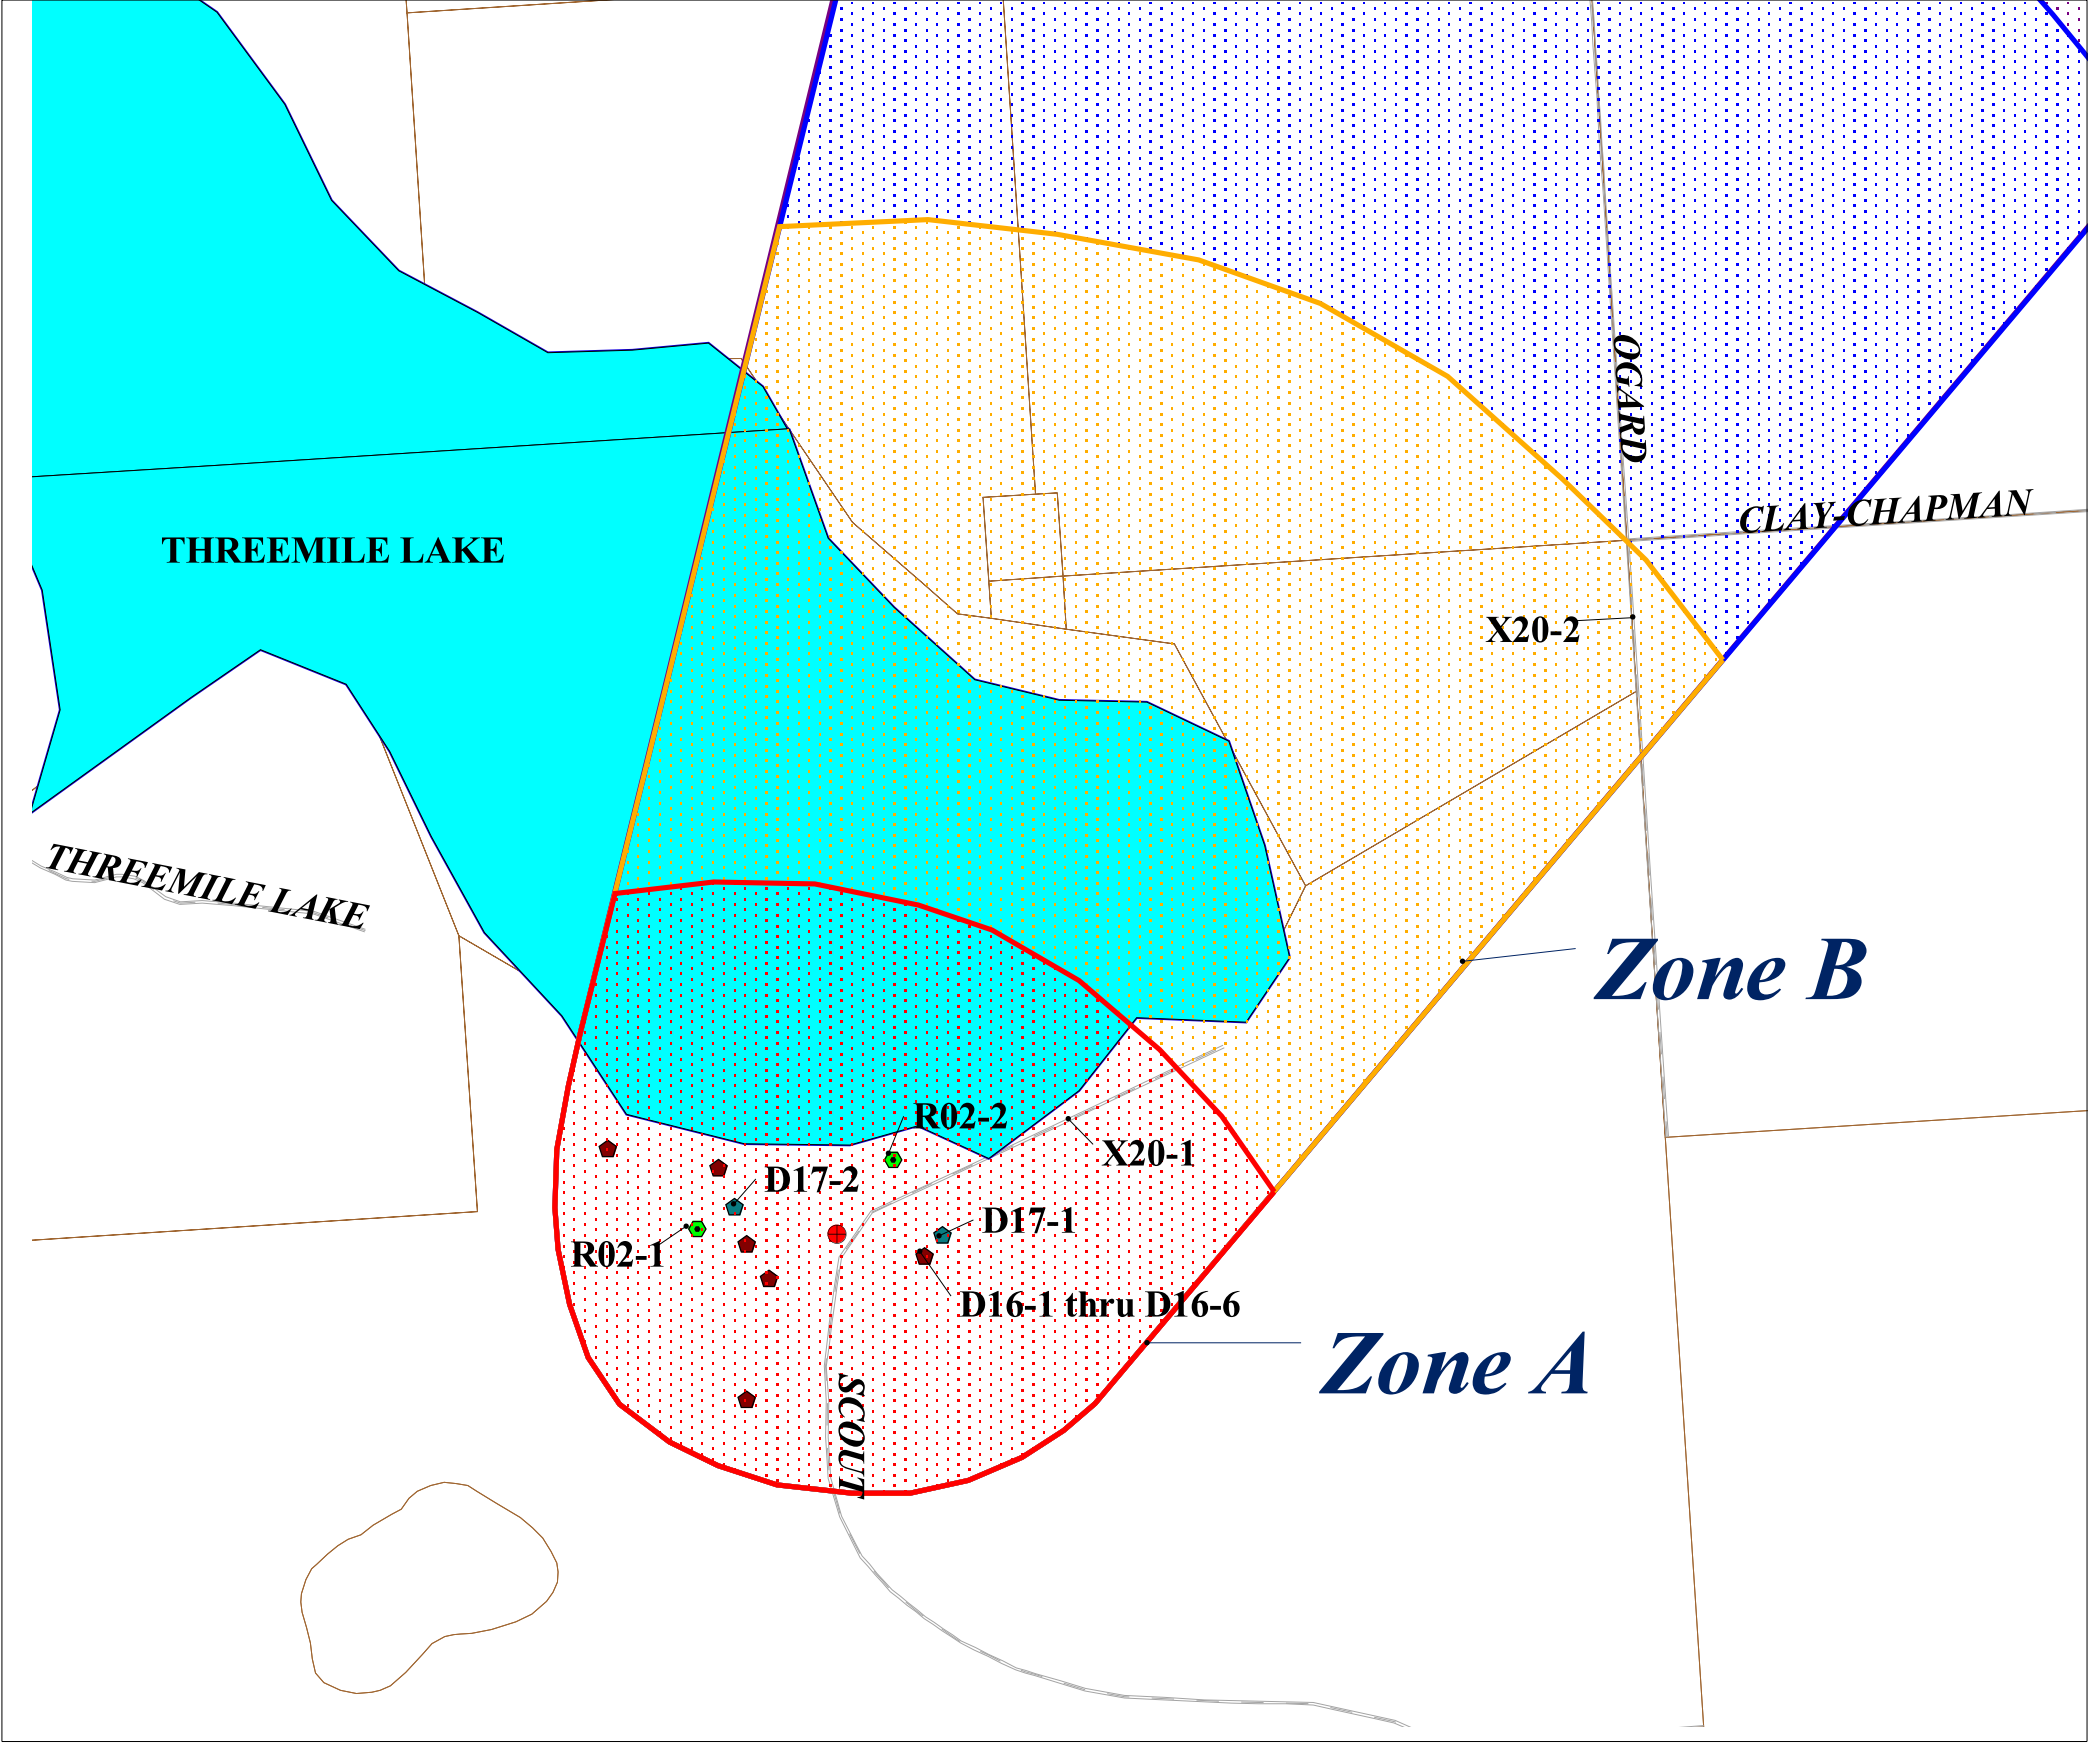 OGARD
CLAY-CHAPMAN
THREEMILE LAKE
X20-2
THREEMILE LAKE
Zone B
R02-2
X20-1
D17-2
D17-1
R02-1
D16-1 thru D16-6
Zone A
SCOUT